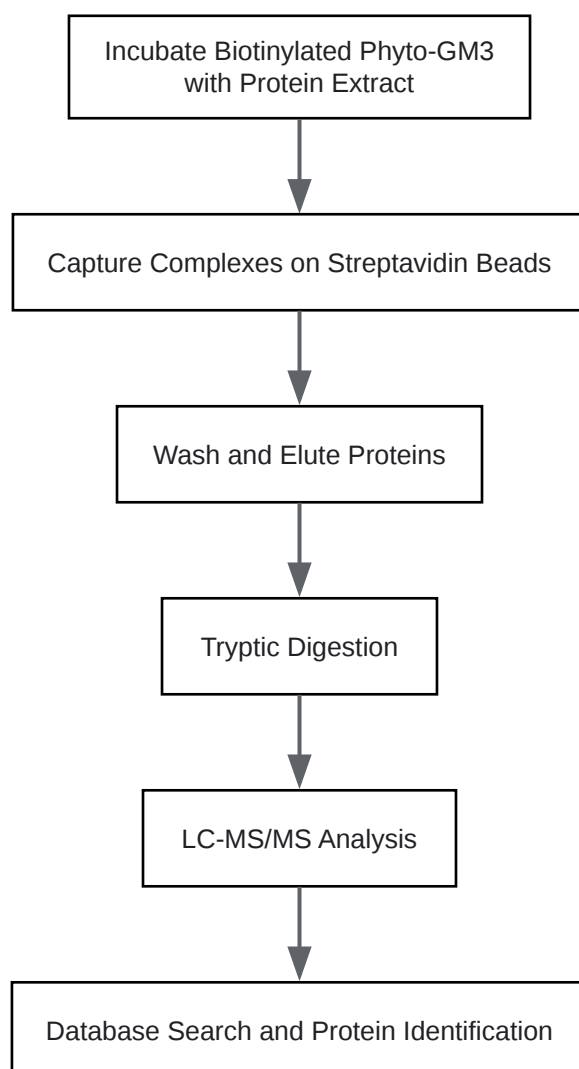 Incubate Biotinylated Phyto-GM3
with Protein Extract
Capture Complexes on Streptavidin Beads
Wash and Elute Proteins
Tryptic Digestion
LC-MS/MS Analysis
Database Search and Protein Identification